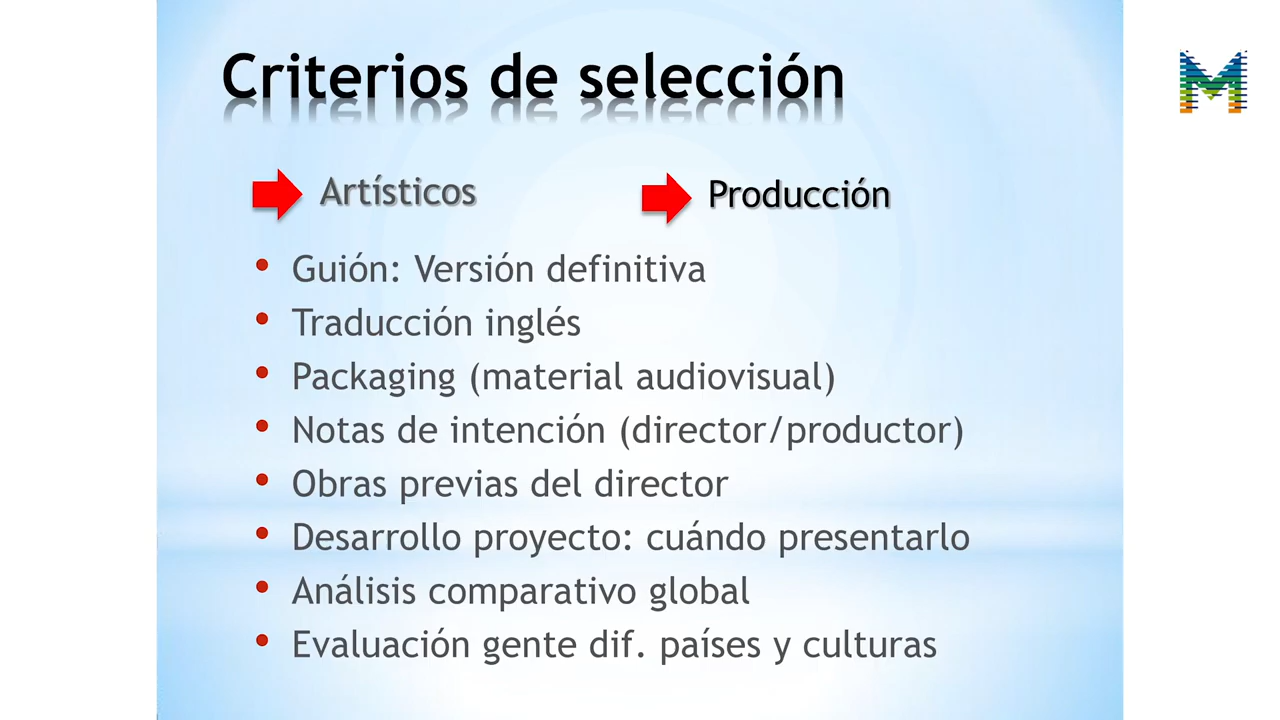 Criterios de selección
Artísticos
Producción
• Guión: Versión definitiva
• Traducción inglés
• Packaging (material audiovisual)
• Notas de intención (director/productor)
• Obras previas del director
• Desarrollo proyecto: cuándo presentarlo
• Análisis comparativo global
• Evaluación gente dif. países y culturas
M